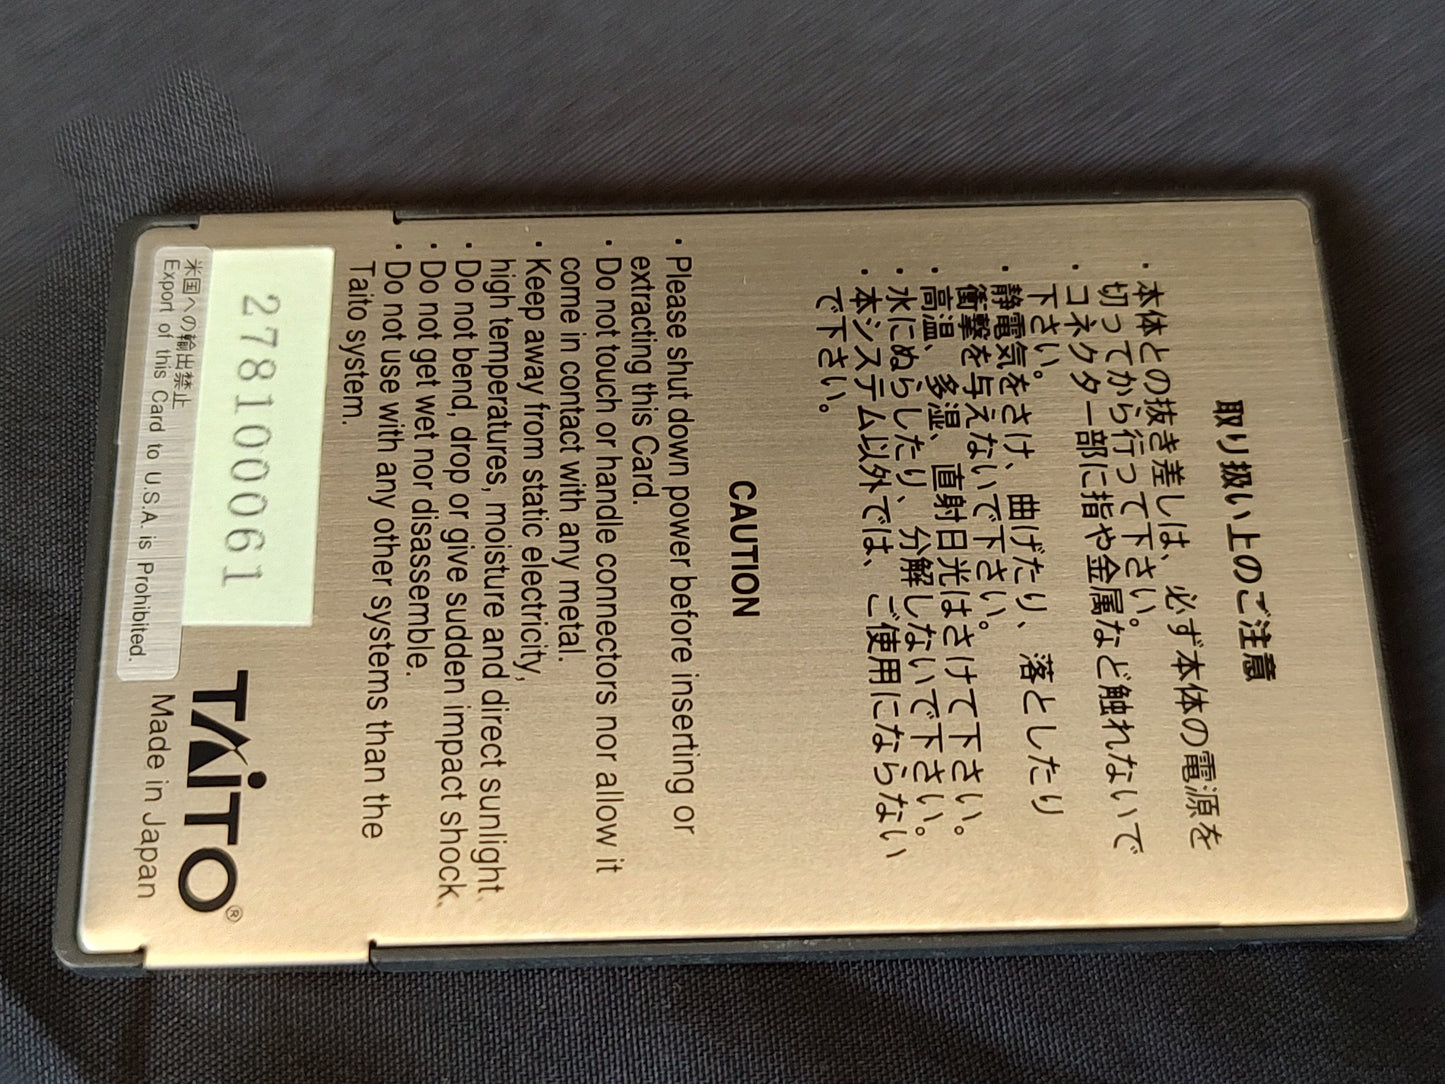 取り扱い上のご注意
・本体との抜き差しは、必ず本体の電源を
切ってから行って下さい。
・コネクター部に指や金属など触れないで
下さい。
・静電気をさけ、曲げたり、落としたり
衝撃を与えないで下さい。
・高温、多湿、直射日光はさけて下さい。
・水にぬらしたり、分解しないで下さい。
・本システム以外では、ご使用にならない
で下さい。
CAUTION
・Please shut down power before inserting or
extracting this Card.
・Do not touch or handle connectors nor allow it
come in contact with any metal.
・Keep away from static electricity,
high temperatures, moisture and direct sunlight.
・Do not bend, drop or give sudden impact shock.
・Do not get wet nor disassemble.
・Do not use with any other systems than the
Taito system.
278100061
TAITO®
米国への輸出禁止
Export of this Card to U.S.A. is Prohibited.
Made in Japan